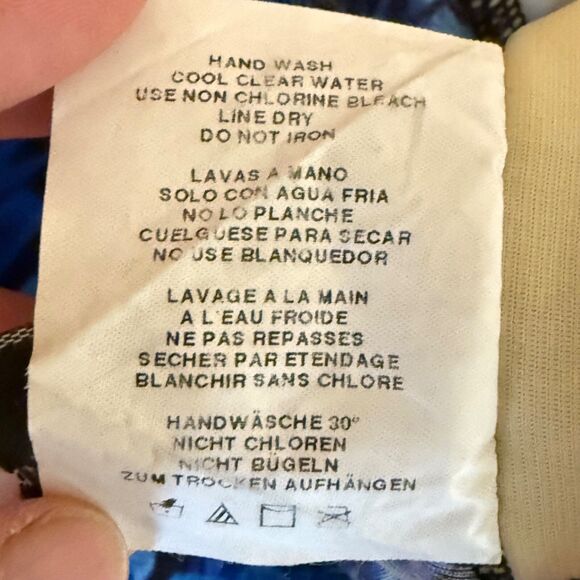 HAND WASH
COOL CLEAR WATER
USE NON CHLORINE BLEACH
LINE DRY
DO NOT IRON
LAVAS A MANO
SOLO CON AGUA FRIA
NO LO PLANCHE
CUELGUESE PARA SECAR
NO USE BLANQUEDOR
LAVAGE A LA MAIN
A L'EAU FROIDE
NE PAS REPASSES
SECHER PAR ETENDAGE
BLANCHIR SANS CHLORE
HANDWÄSCHE 30°
NICHT CHLOREN
NICHT BÜGELN
ZUM TROCKEN AUFHÄNGEN